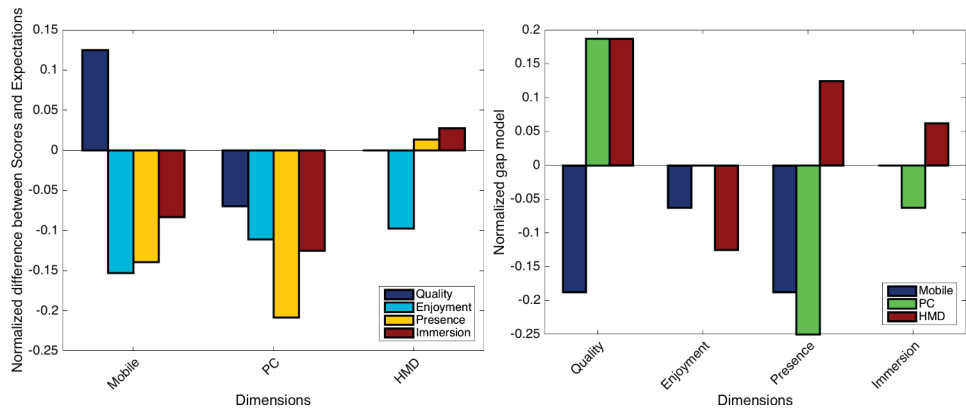 Normalized difference between Scores and Expectations
0.15
0.1
0.05
0
-0.05
-0.1
-0.15
-0.2
-0.25
Quality
Enjoyment
Presence
Immersion
Mobile
PC
HMD
Dimensions
Normalized gap model
0.2
0.15
0.1
0.05
0
-0.05
-0.1
-0.15
-0.2
-0.25
Mobile
PC
HMD
Quality
Enjoyment
Presence
Immersion
Dimensions